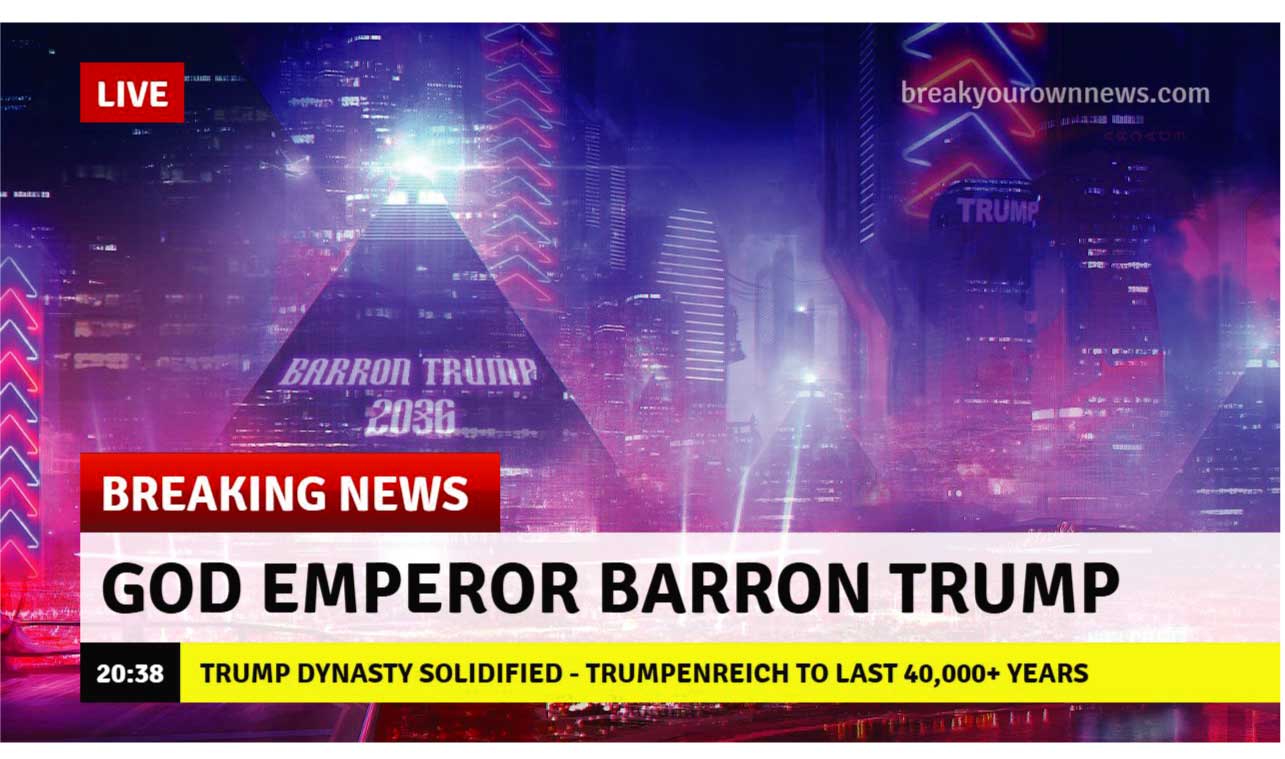 LIVE
breakyourownnews.com
TRUMP
BARRON TRUMP
2036
BREAKING NEWS
GOD EMPEROR BARRON TRUMP
20:38 TRUMP DYNASTY SOLIDIFIED - TRUMPENREICH TO LAST 40,000+ YEARS